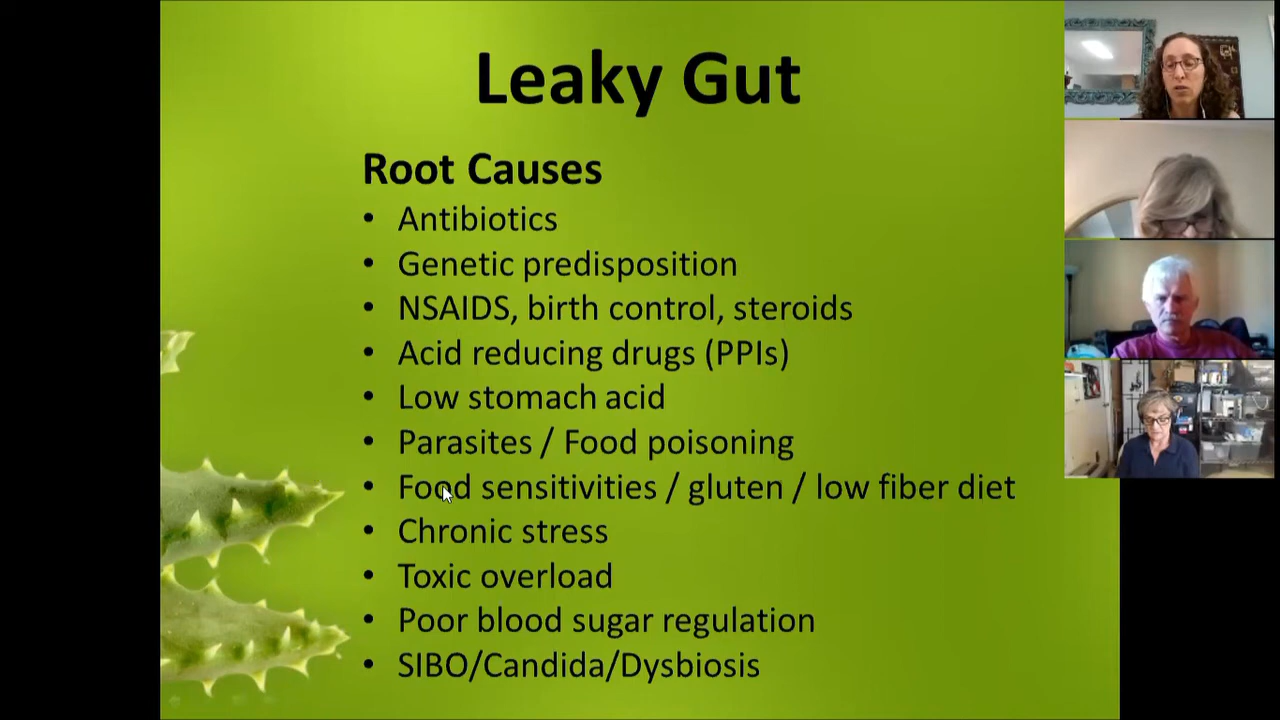 Leaky Gut
Root Causes
• Antibiotics
• Genetic predisposition
• NSAIDS, birth control, steroids
• Acid reducing drugs (PPIs)
• Low stomach acid
• Parasites / Food poisoning
• Food sensitivities / gluten / low fiber diet
• Chronic stress
• Toxic overload
• Poor blood sugar regulation
• SIBO/Candida/Dysbiosis